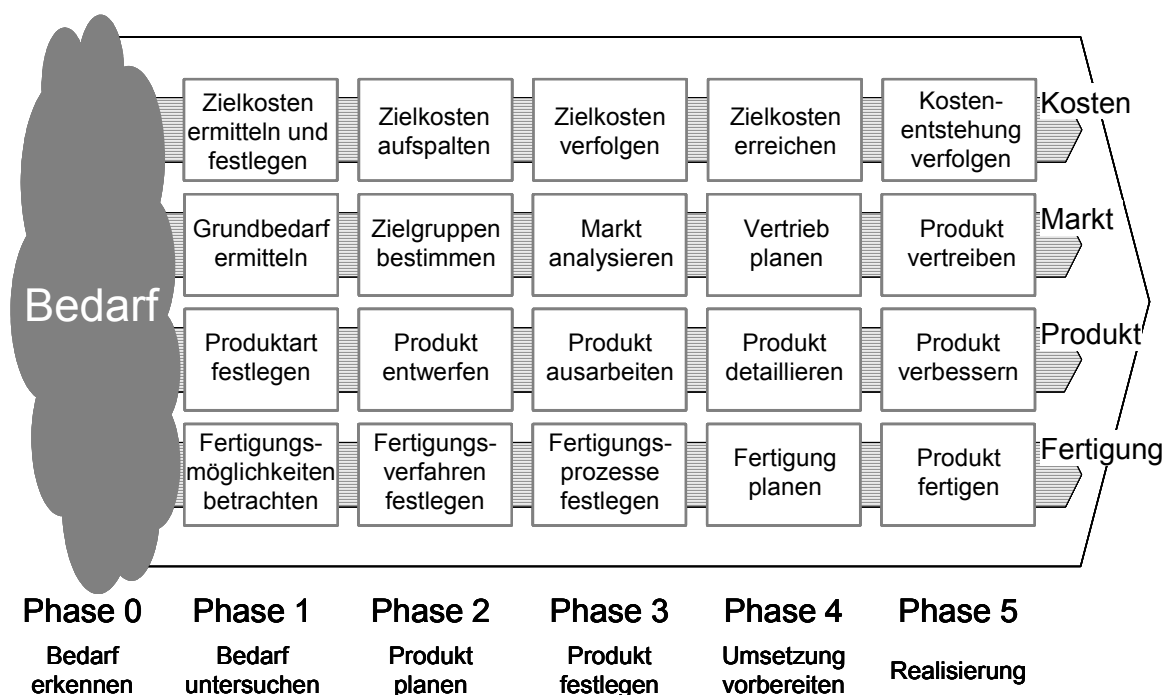 Bedarf
Zielkosten
ermitteln und
festlegen
Zielkosten
aufspalten
Zielkosten
verfolgen
Zielkosten
erreichen
Kosten-
entstehung
verfolgen
Kosten
Grundbedarf
ermitteln
Zielgruppen
bestimmen
Markt
analysieren
Vertrieb
planen
Produkt
vertreiben
Markt
Produktart
festlegen
Produkt
entwerfen
Produkt
ausarbeiten
Produkt
detaillieren
Produkt
verbessern
Produkt
Fertigungs-
möglichkeiten
betrachten
Fertigungs-
verfahren
festlegen
Fertigungs-
prozesse
festlegen
Fertigung
planen
Produkt
fertigen
Fertigung
Phase 0
Bedarf
erkennen
Phase 1
Bedarf
untersuchen
Phase 2
Produkt
planen
Phase 3
Produkt
festlegen
Phase 4
Umsetzung
vorbereiten
Phase 5
Realisierung